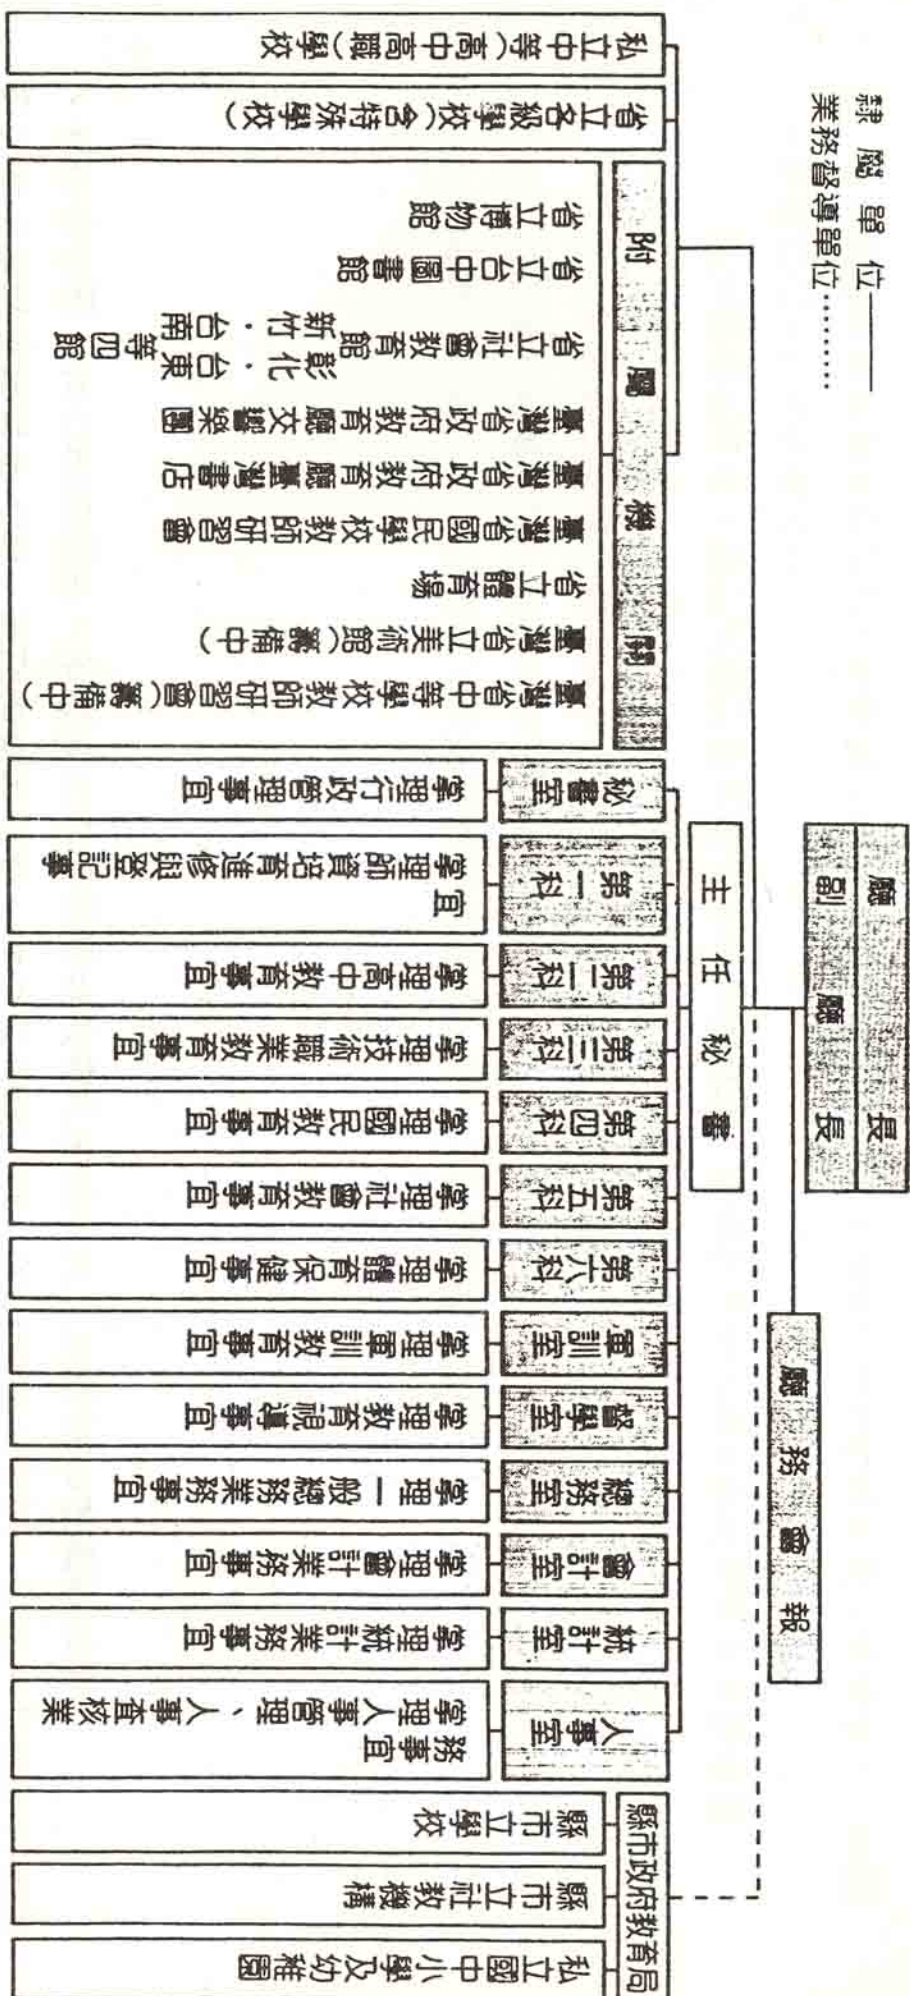 隸屬單位——
業務督導單位………
廳長
副廳長
廳務會報
主任秘書
附屬機關
私立中等(高中高職)學校
省立各級學校(含特殊學校)
省立博物館
省立台中圖書館
省立社會教育館 新竹．台南 彰化．台東 等四館
臺灣省政府教育廳交響樂團
臺灣省政府教育廳臺灣書店
臺灣省國民學校教師研習會
省立體育場
臺灣省立美術館(籌備中)
臺灣省中等學校教師研習會(籌備中)
秘書室
掌理行政管理事宜
第一科
掌理師資培育進修與登記事
宜
第二科
掌理高中教育事宜
第三科
掌理技術職業教育事宜
第四科
掌理國民教育事宜
第五科
掌理社會教育事宜
第六科
掌理體育保健事宜
軍訓室
掌理軍訓教育事宜
督學室
掌理教育視導事宜
總務室
掌理一般總務業務事宜
會計室
掌理會計業務事宜
統計室
掌理統計業務事宜
人事室
掌理人事管理、人事查核業
務事宜
縣市政府教育局
縣市立學校
縣市立社教機構
私立國中小學及幼稚園